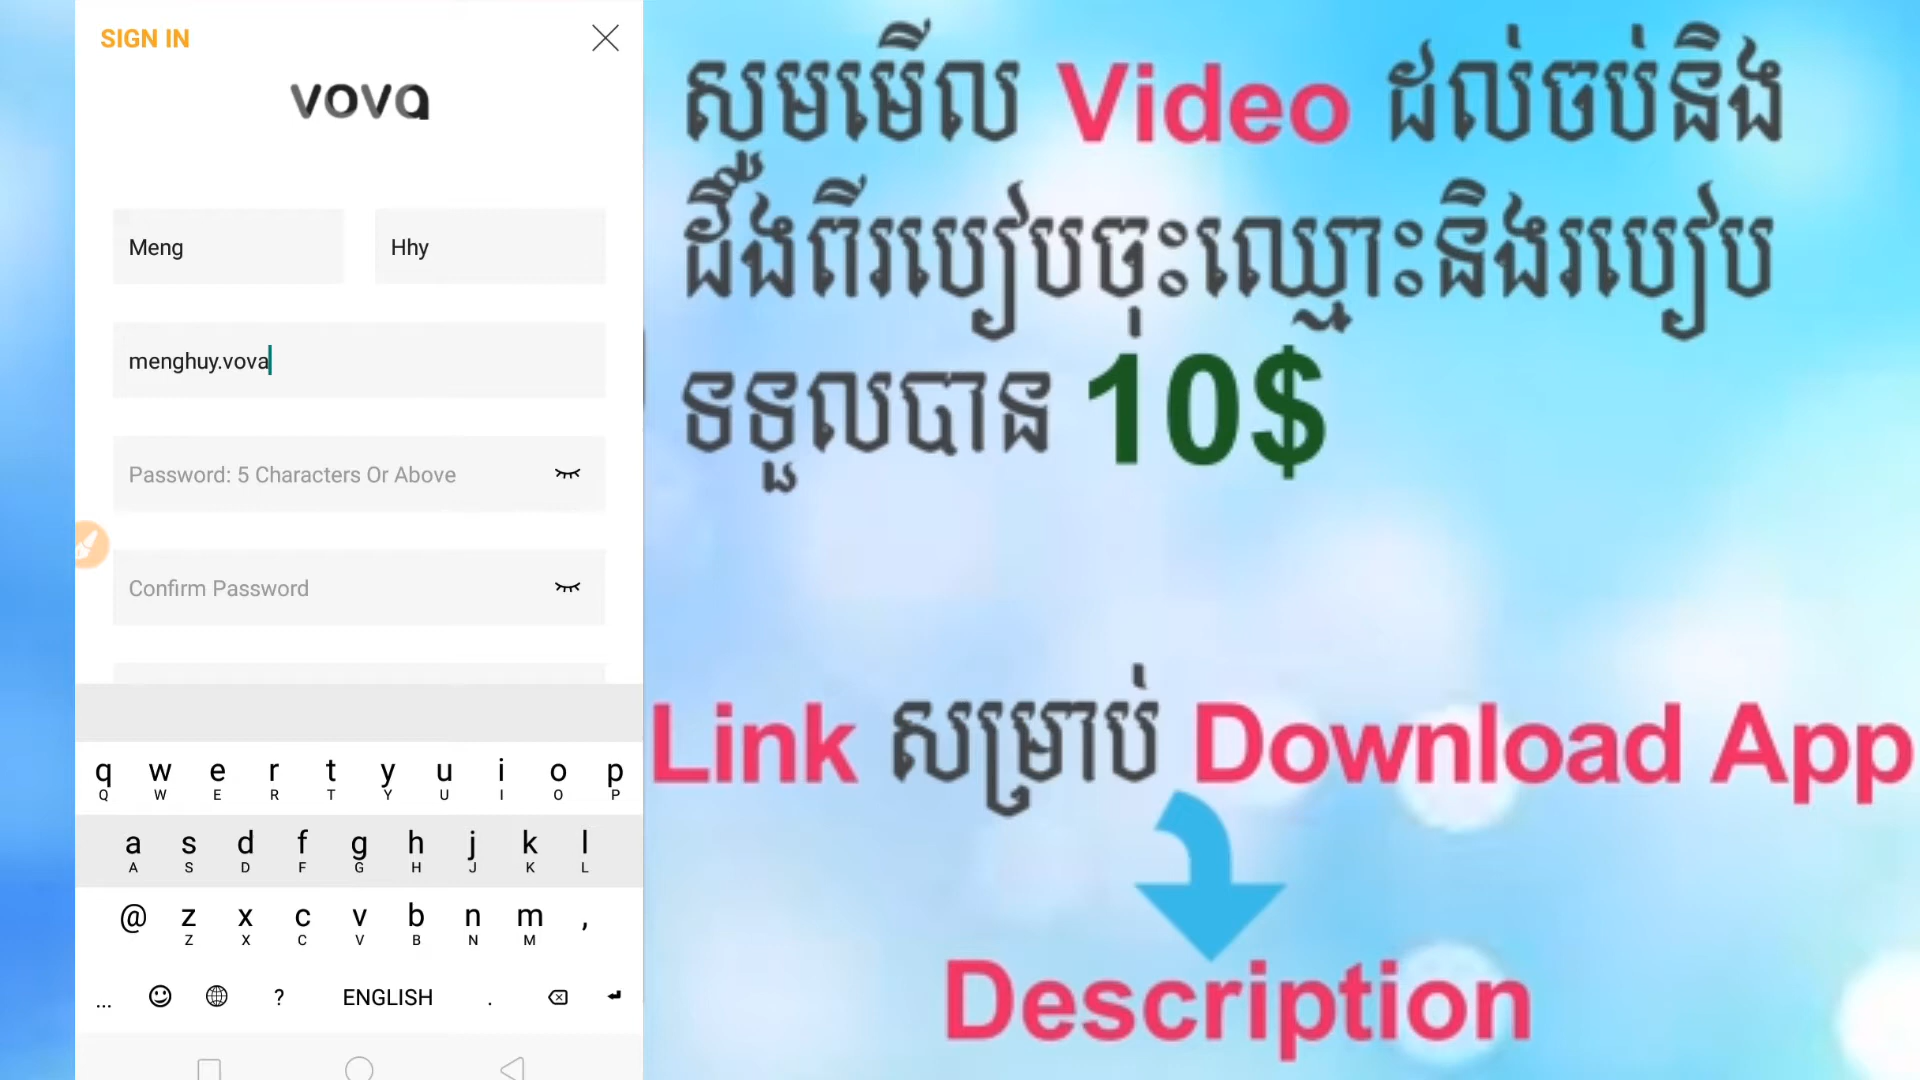 SIGN IN
vova
Meng
Hhy
menghuy.vova
Password: 5 Characters Or Above
Confirm Password
q w e r t y u i o p
Q W E R T Y U I O P
a s d f g h j k l
A S D F G H J K L
@ z x c v b n m ,
Z X C V B N M
... ? ENGLISH .
សូមមើល Video ដល់ចប់និង
ដឹងពីរបៀបចុះឈ្មោះនិងរបៀប
ទទួលបាន 10$
Link សម្រាប់ Download App
Description